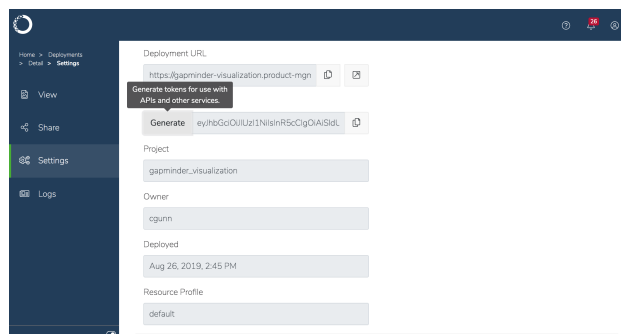 26
Home > Deployments
> Detail > Settings
View
Share
Settings
Logs
Deployment URL
https://gapminder-visualization.product-mgn
Generate tokens for use with
APIs and other services.
Generate
Project
gapminder_visualization
Owner
cgunn
Deployed
Aug 26, 2019, 2:45 PM
Resource Profile
default